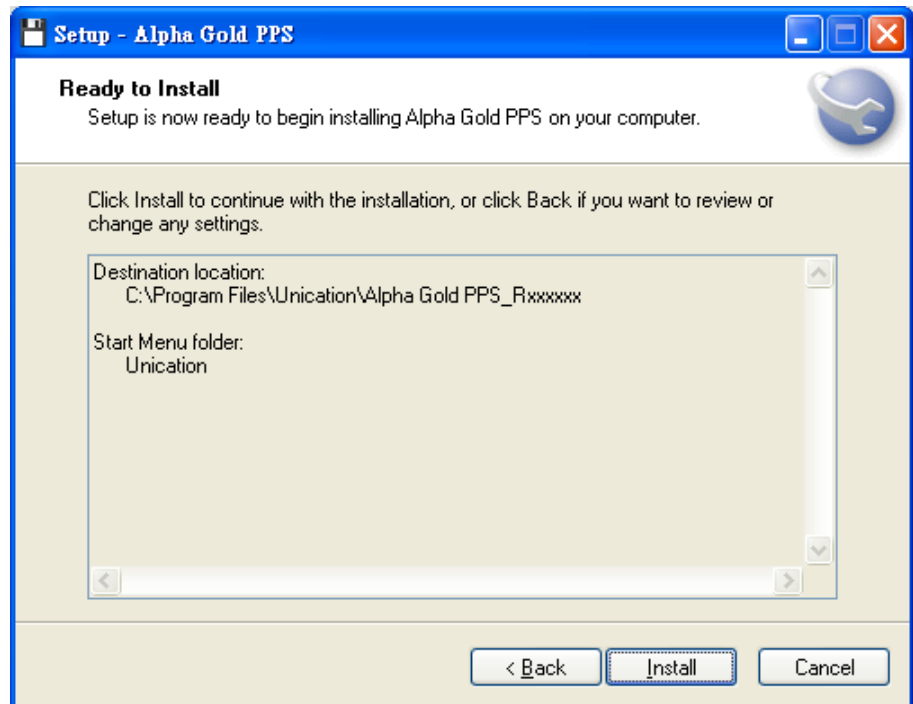 Setup - Alpha Gold PPS
Ready to Install
Setup is now ready to begin installing Alpha Gold PPS on your computer.
Click Install to continue with the installation, or click Back if you want to review or
change any settings.
Destination location:
C:\Program Files\Unication\Alpha Gold PPS_Rxxxxxx
Start Menu folder:
Unication
< Back
Install
Cancel